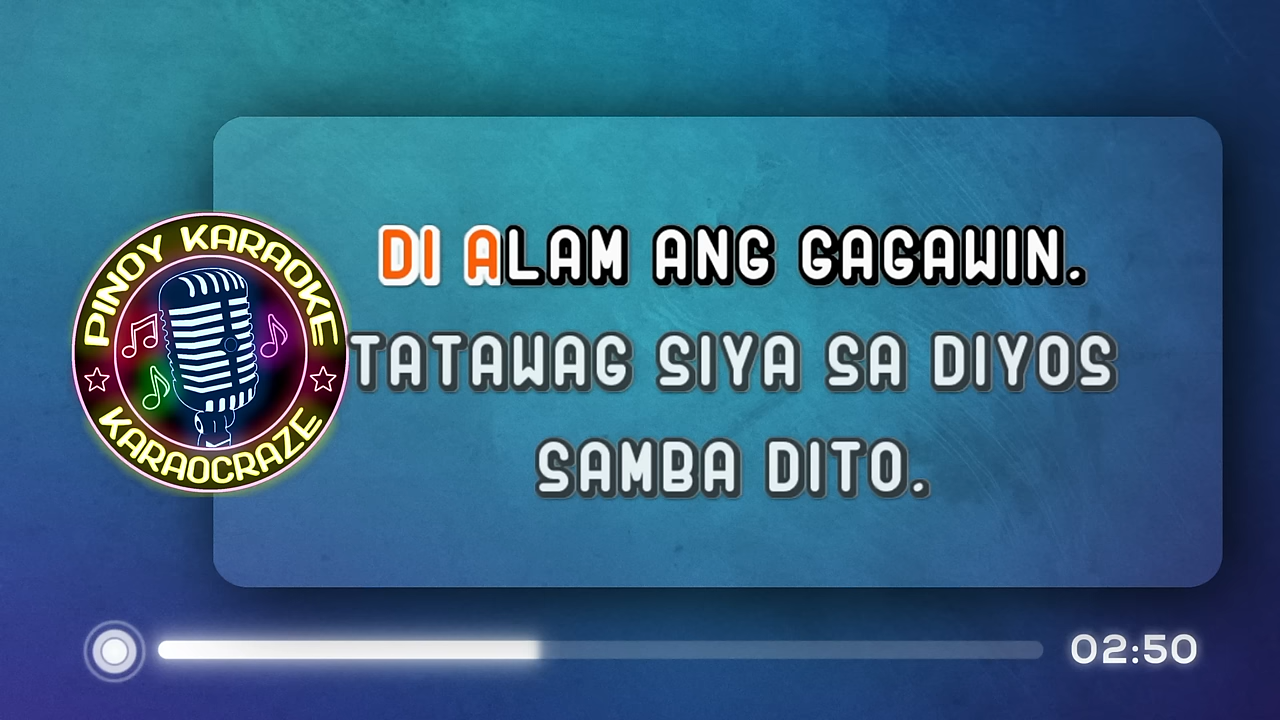 PINOY KARAOKE
KARAOCRAZE
DI ALAM ANG GAGAWIN.
TATAWAG SIYA SA DIYOS
SAMBA DITO.
02:50